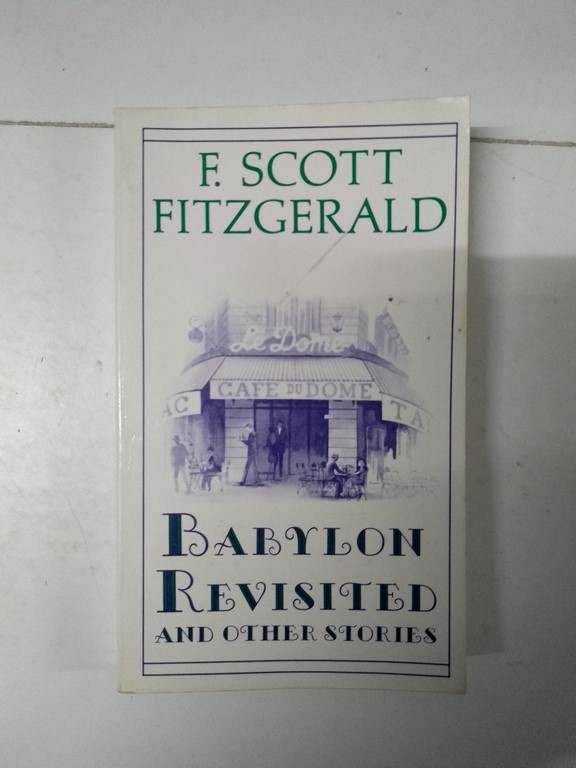 F. SCOTT
FITZGERALD
Le Dome
CAFE DU DOME
AC
TA
BABYLON
REVISITED
AND OTHER STORIES